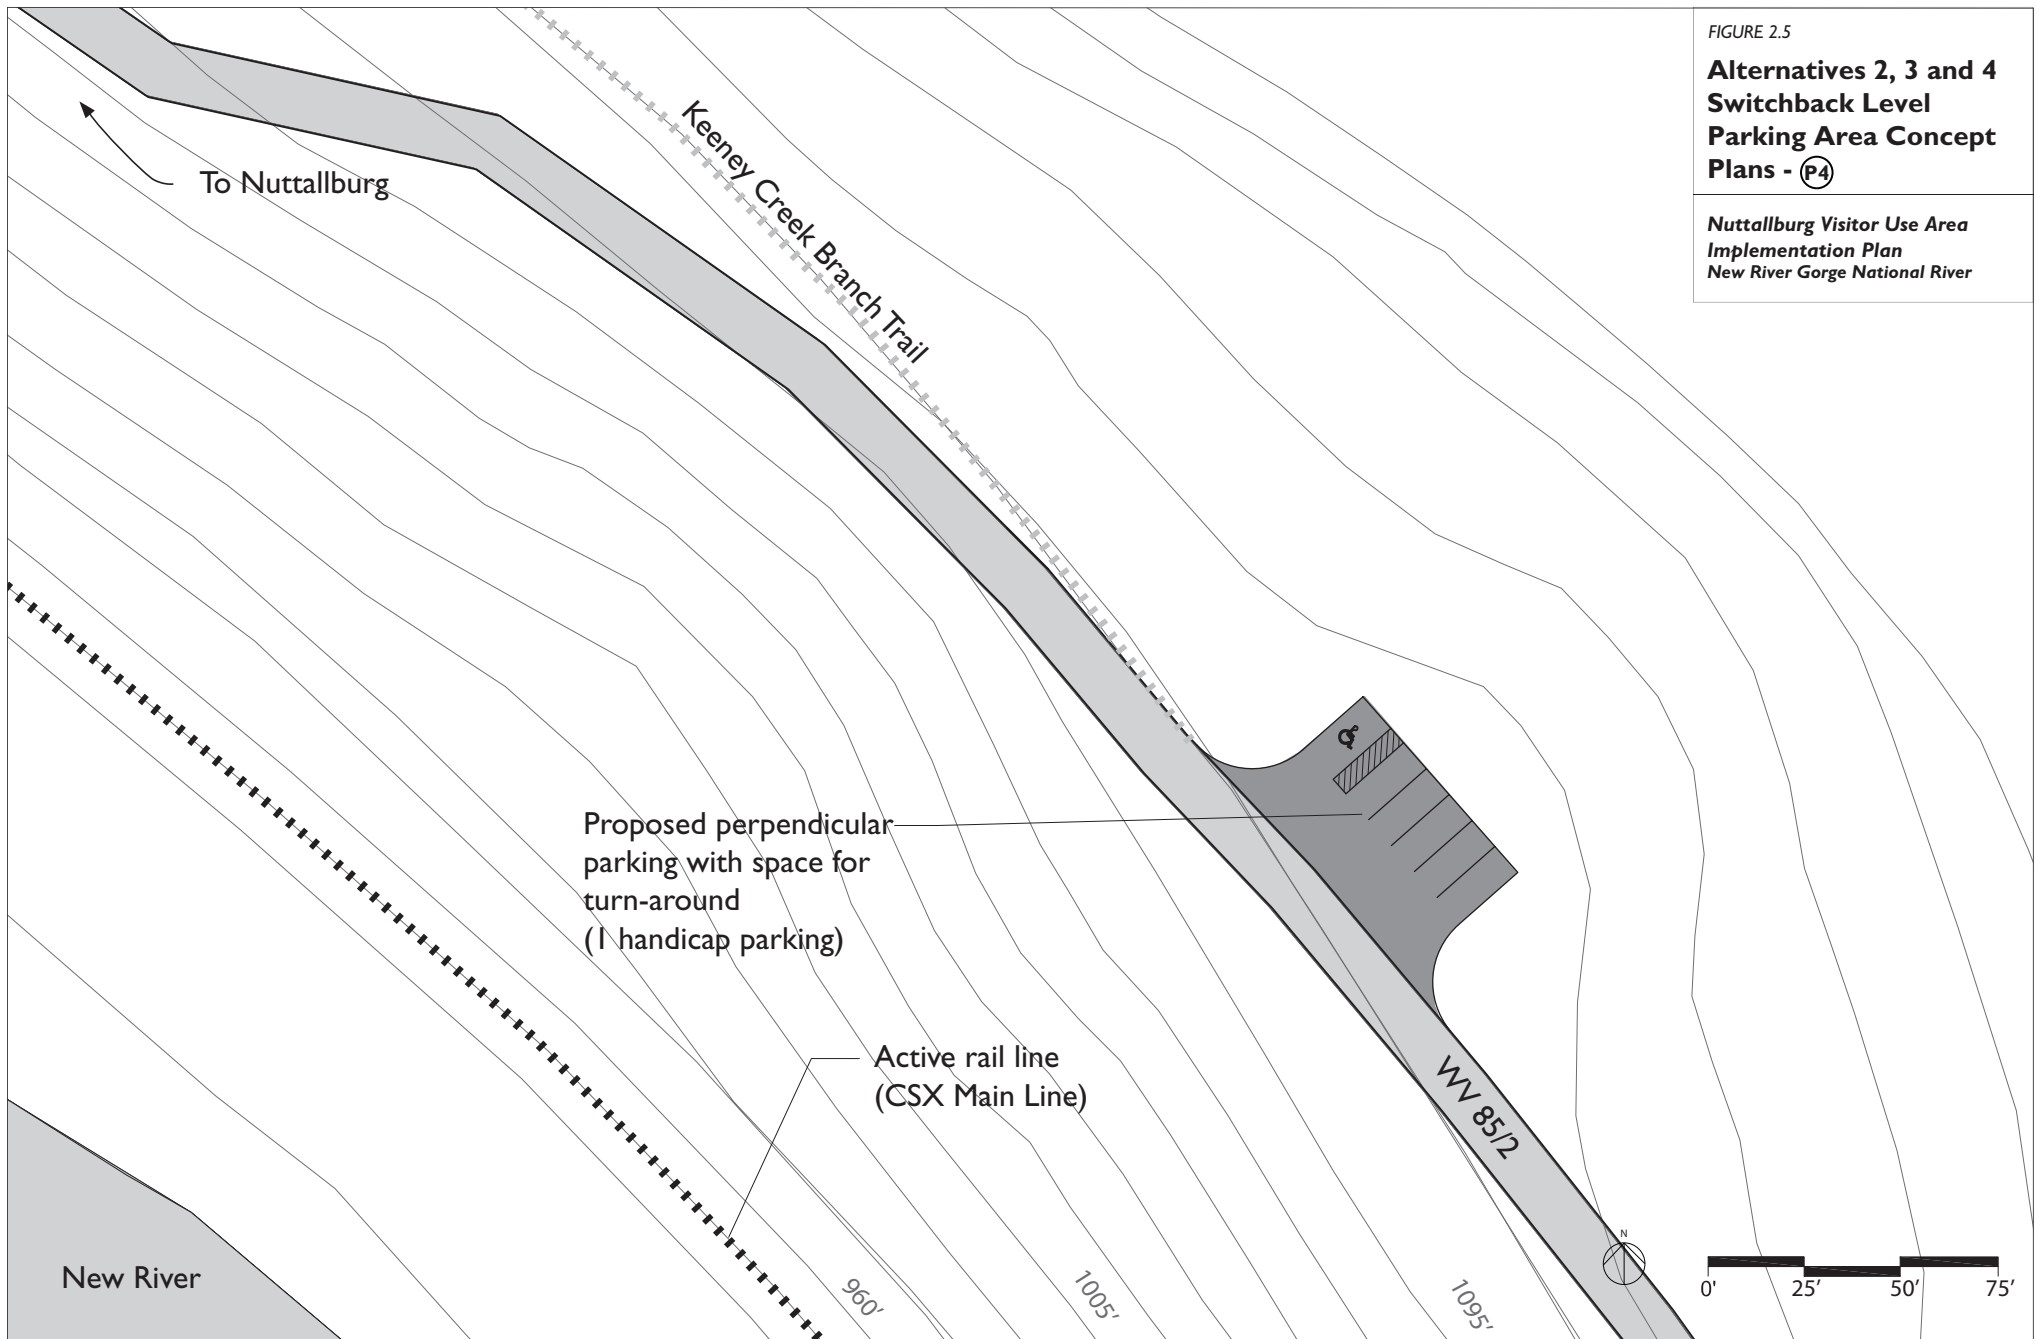 FIGURE 2.5
Alternatives 2, 3 and 4
Switchback Level
Parking Area Concept
Plans - P4
Nuttallburg Visitor Use Area
Implementation Plan
New River Gorge National River
To Nuttallburg
Keeney Creek Branch Trail
Proposed perpendicular
parking with space for
turn-around
(1 handicap parking)
Active rail line
(CSX Main Line)
WV 85/2
New River
960'
1005'
1095'
N
0' 25' 50' 75'